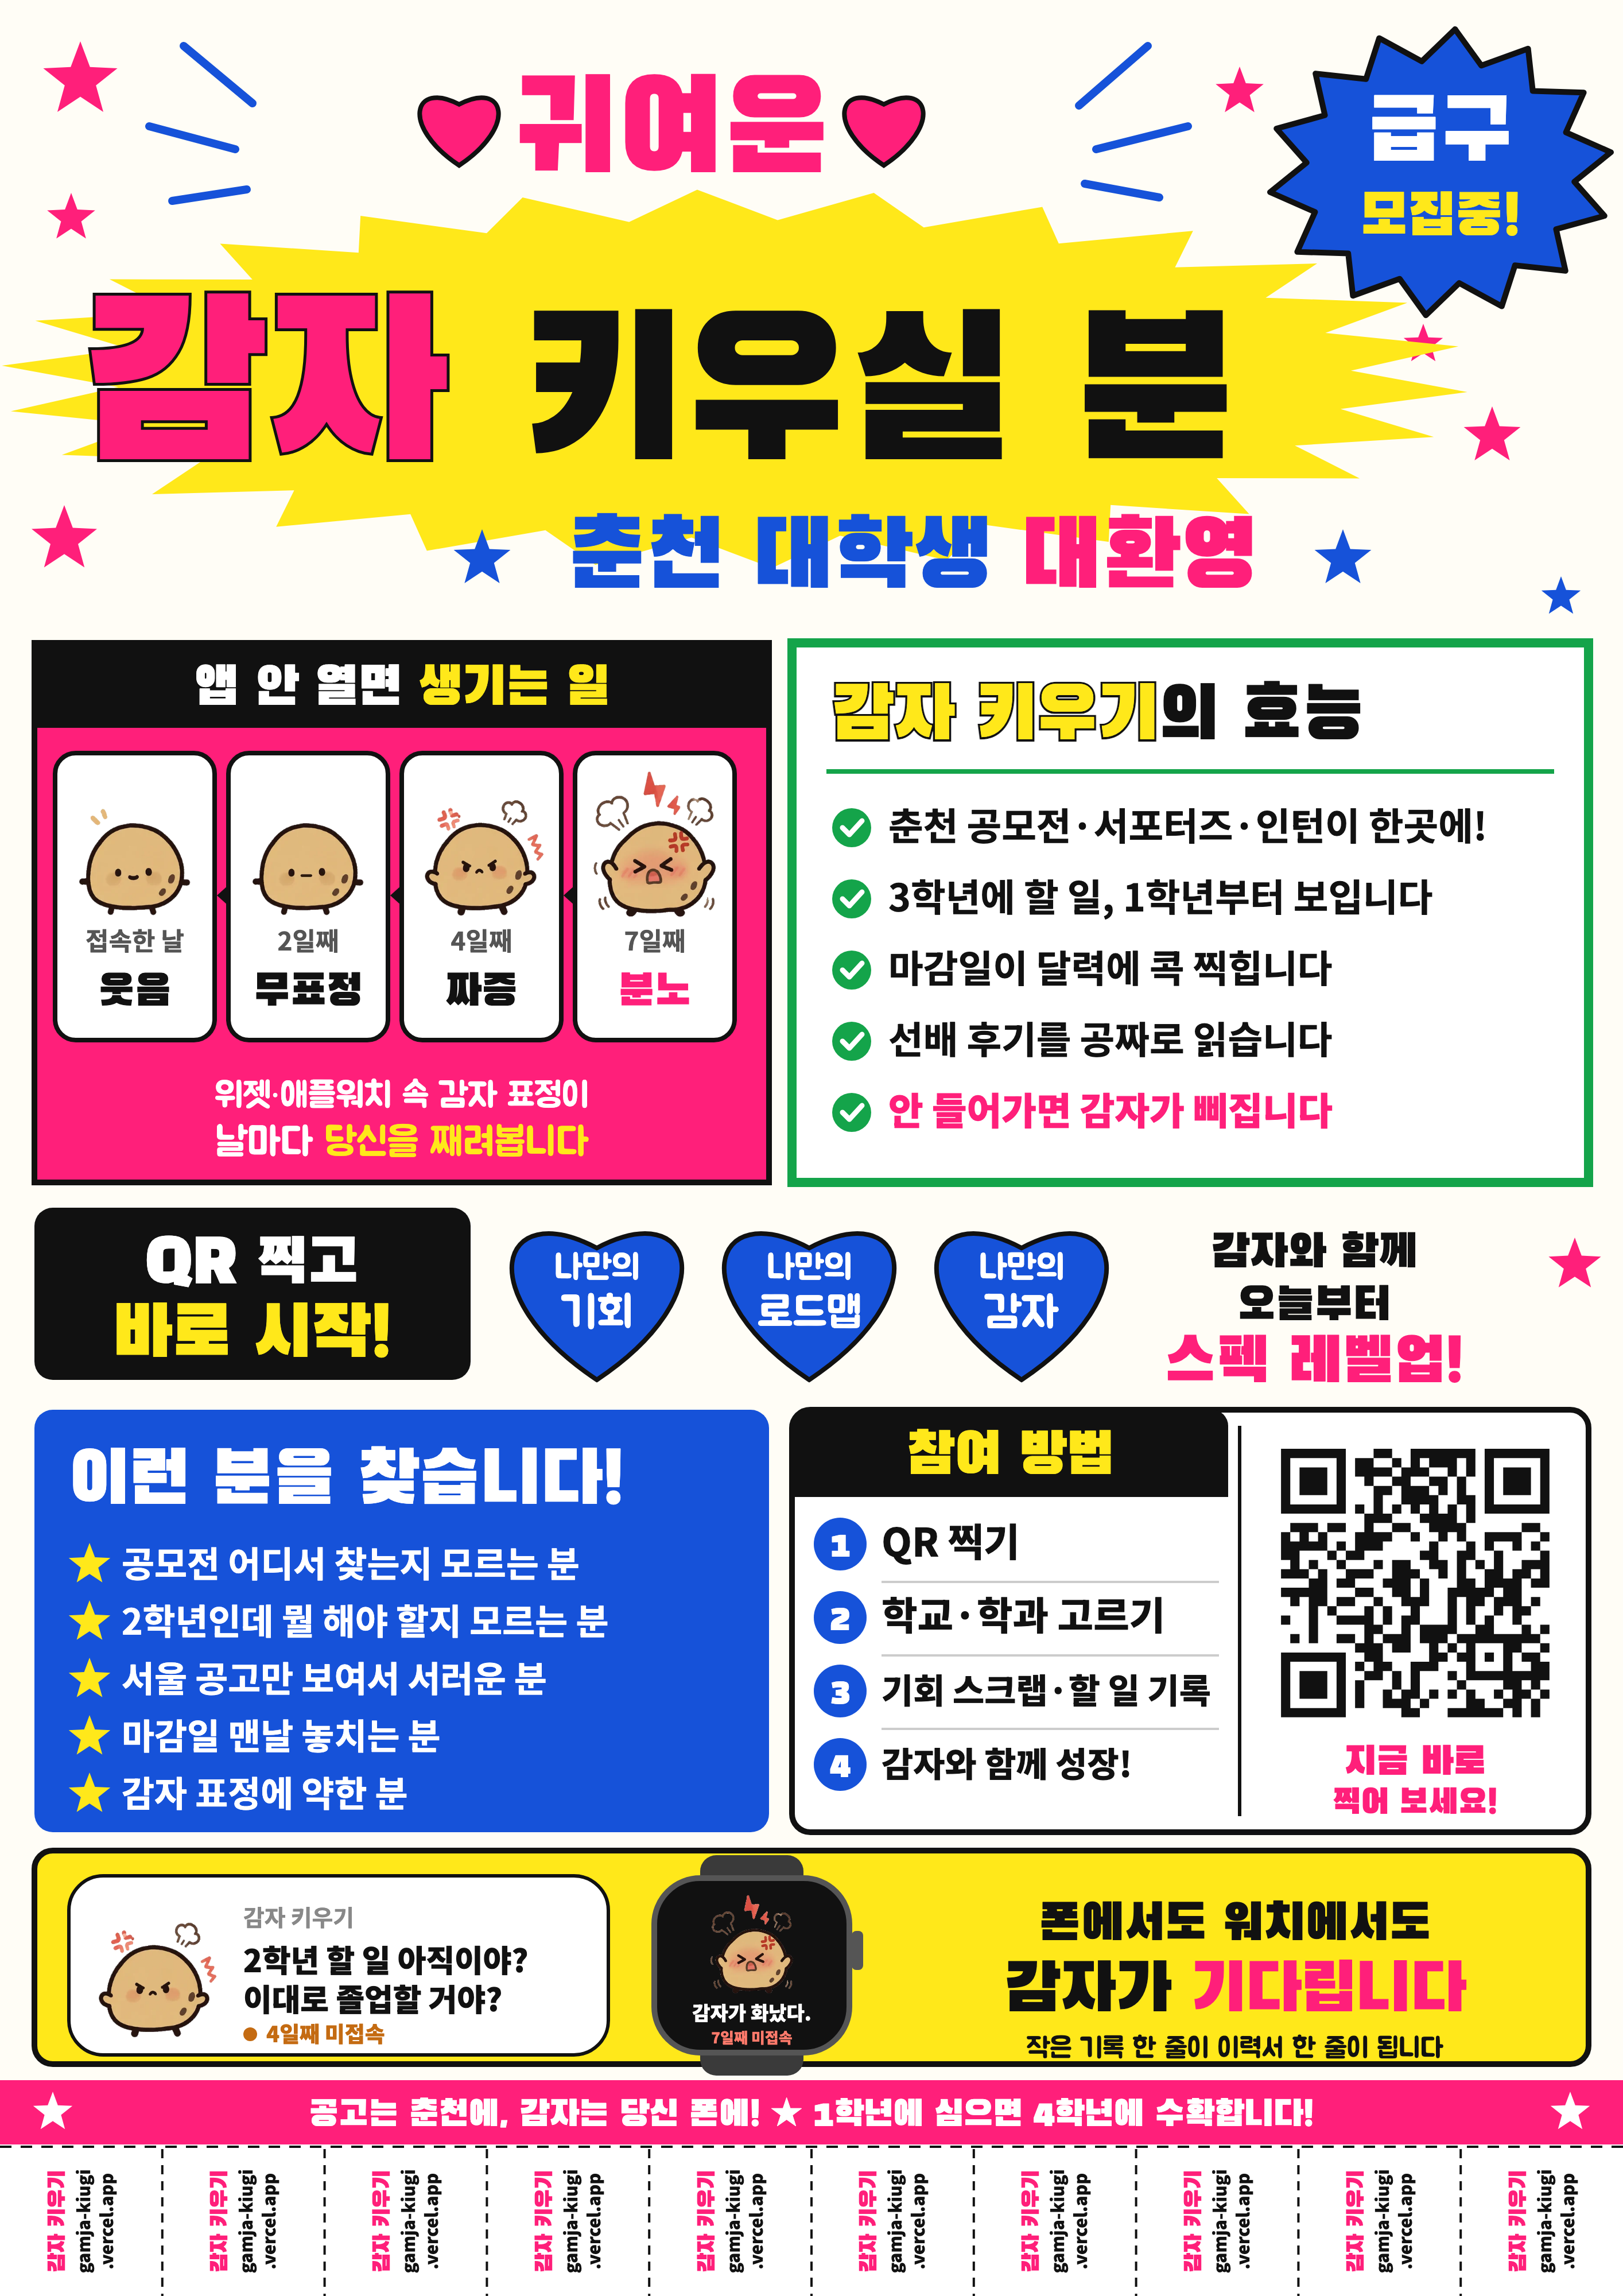 귀여운
급구
모집중!
감자 키우실 분
춘천 대학생 대환영
앱 안 열면 생기는 일
접속한 날
웃음
2일째
무표정
4일째
짜증
7일째
분노
위젯·애플워치 속 감자 표정이
날마다 당신을 째려봅니다
감자 키우기의 효능
춘천 공모전·서포터즈·인턴이 한곳에!
3학년에 할 일, 1학년부터 보입니다
마감일이 달력에 콕 찍힙니다
선배 후기를 공짜로 읽습니다
안 들어가면 감자가 삐집니다
QR 찍고
바로 시작!
나만의
기회
나만의
로드맵
나만의
감자
감자와 함께
오늘부터
스펙 레벨업!
이런 분을 찾습니다!
공모전 어디서 찾는지 모르는 분
2학년인데 뭘 해야 할지 모르는 분
서울 공고만 보여서 서러운 분
마감일 맨날 놓치는 분
감자 표정에 약한 분
참여 방법
1 QR 찍기
2 학교·학과 고르기
3 기회 스크랩·할 일 기록
4 감자와 함께 성장!
지금 바로
찍어 보세요!
감자 키우기
2학년 할 일 아직이야?
이대로 졸업할 거야?
4일째 미접속
감자가 화났다.
7일째 미접속
폰에서도 워치에서도
감자가 기다립니다
작은 기록 한 줄이 이력서 한 줄이 됩니다
공고는 춘천에, 감자는 당신 폰에! ★ 1학년에 심으면 4학년에 수확합니다!
감자 키우기
gamja-kiugi
.vercel.app
감자 키우기
gamja-kiugi
.vercel.app
감자 키우기
gamja-kiugi
.vercel.app
감자 키우기
gamja-kiugi
.vercel.app
감자 키우기
gamja-kiugi
.vercel.app
감자 키우기
gamja-kiugi
.vercel.app
감자 키우기
gamja-kiugi
.vercel.app
감자 키우기
gamja-kiugi
.vercel.app
감자 키우기
gamja-kiugi
.vercel.app
감자 키우기
gamja-kiugi
.vercel.app